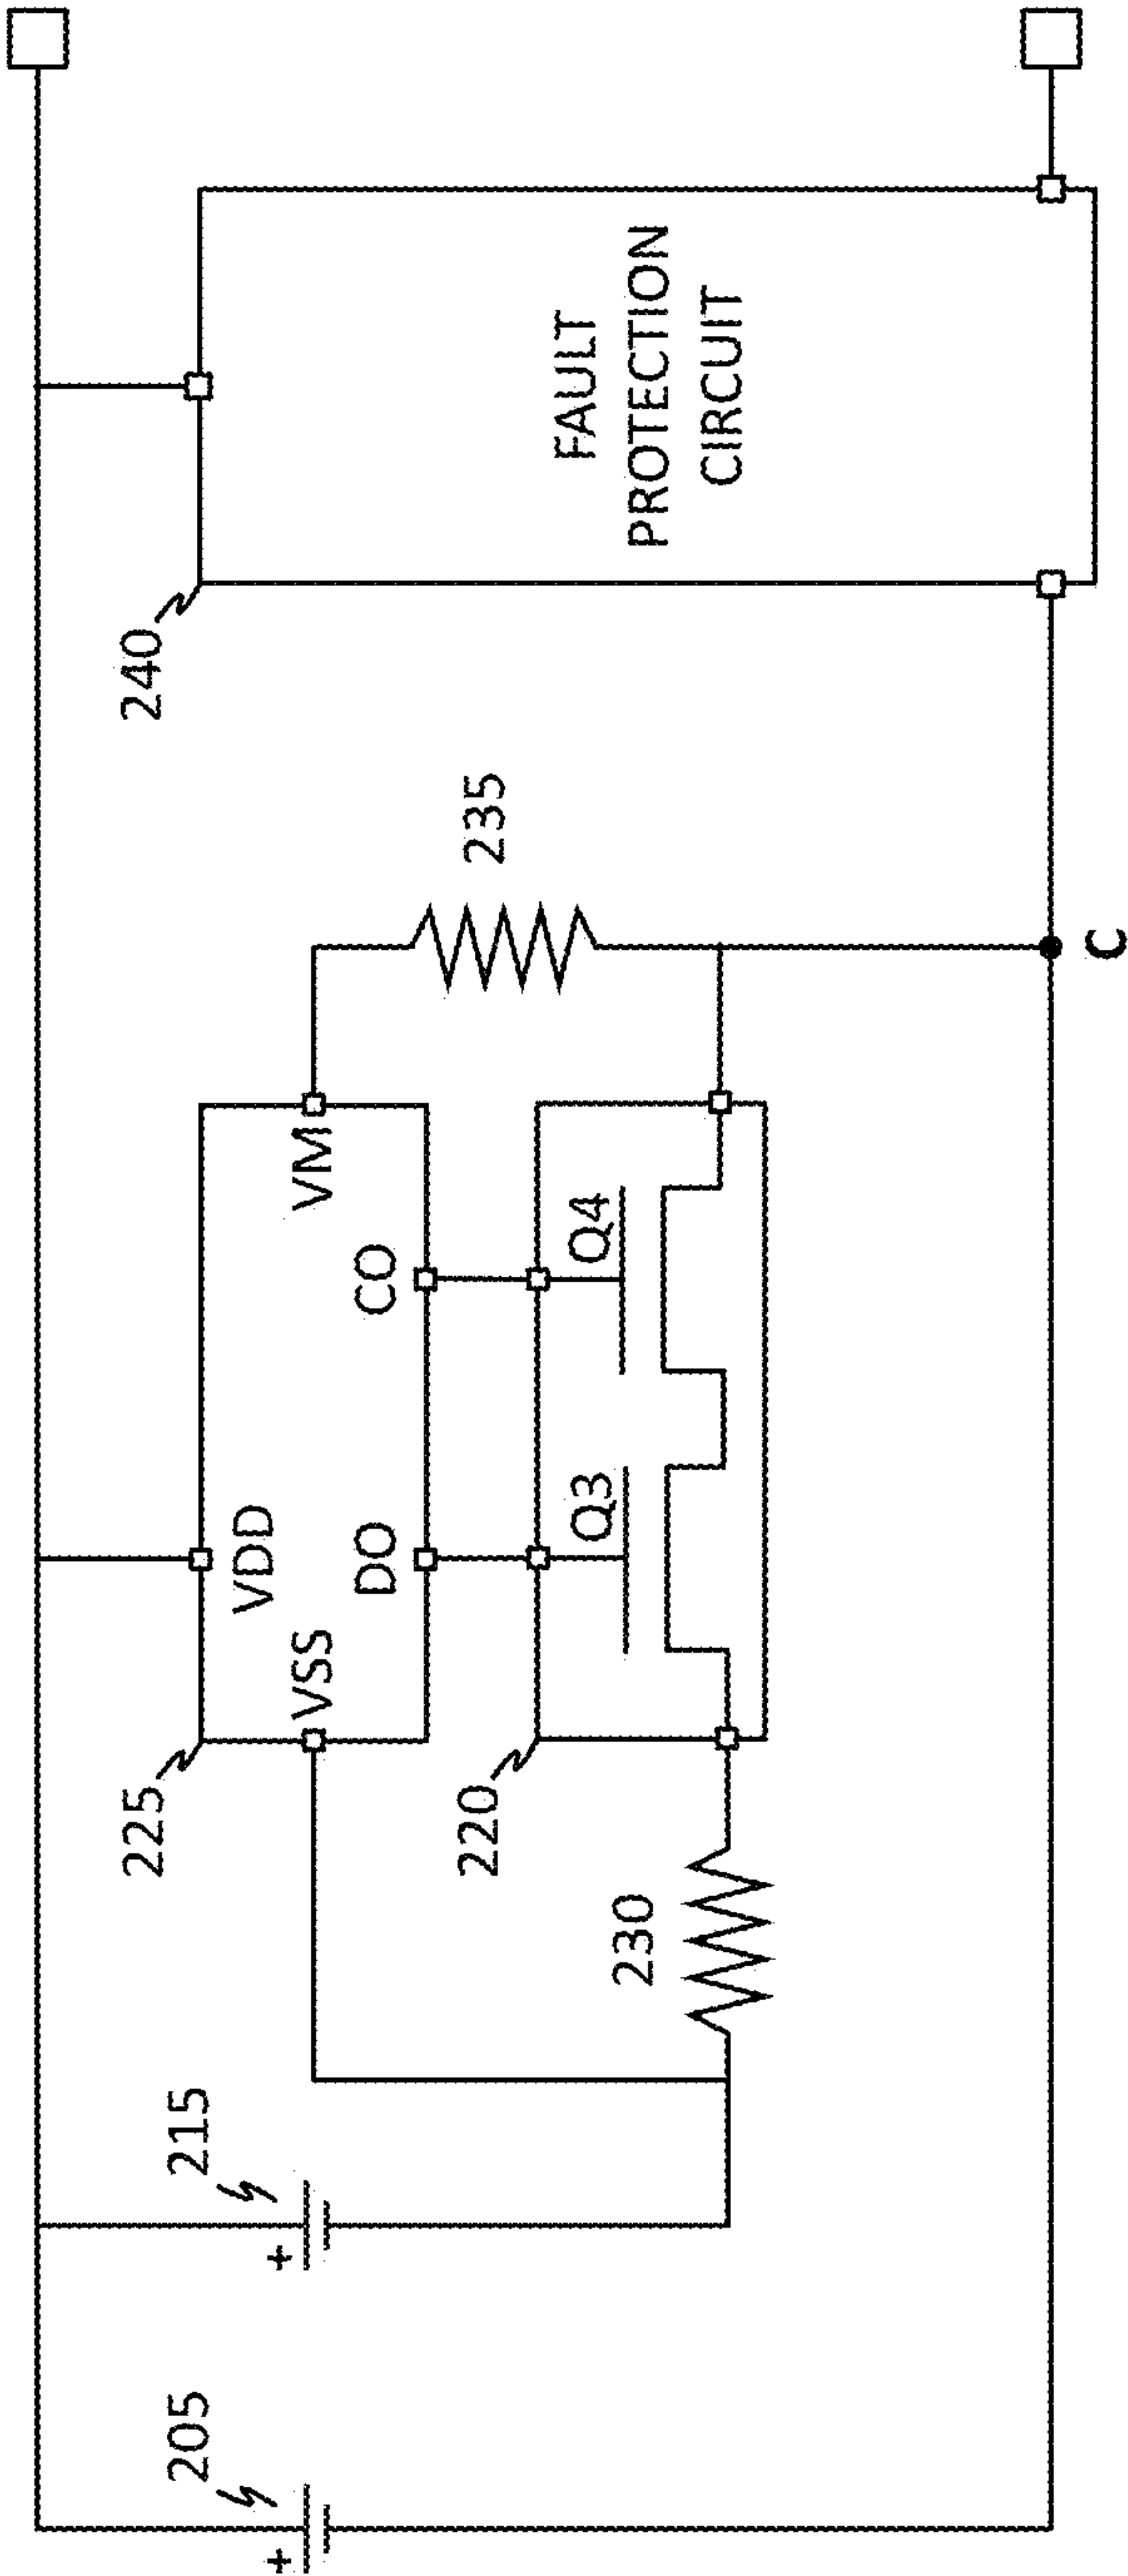 205
+
215
+
225
VSS
VDD
VM
DO
CO
220
Q3
Q4
230
235
240
FAULT
PROTECTION
CIRCUIT
C